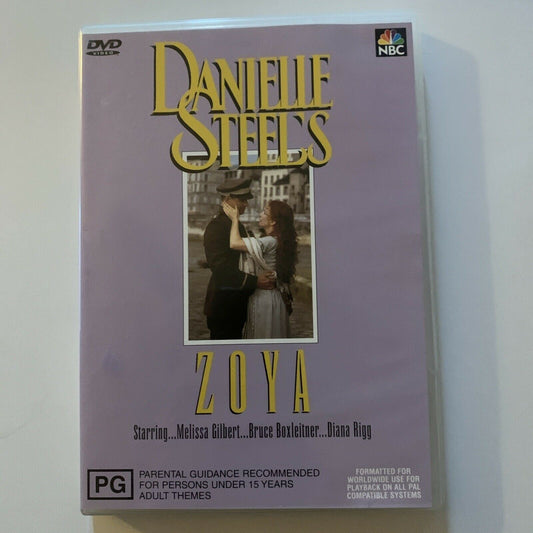 DVD
VIDEO
NBC
DANIELLE
STEEL'S
ZOYA
Starring...Melissa Gilbert...Bruce Boxleitner...Diana Rigg
PG
PARENTAL GUIDANCE RECOMMENDED
FOR PERSONS UNDER 15 YEARS
ADULT THEMES
FORMATTED FOR
WORLDWIDE USE FOR
PLAYBACK ON ALL PAL
COMPATIBLE SYSTEMS